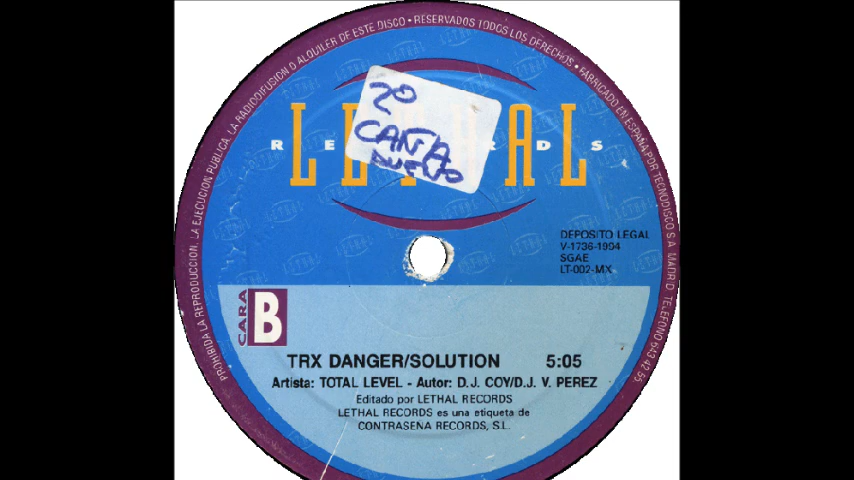 PROHIBIDA LA REPRODUCCION, LA EJECUCION PUBLICA, LA RADIODIFUSION O ALQUILER DE ESTE DISCO • RESERVADOS TODOS LOS DERECHOS • FABRICADO EN ESPAÑA POR TECNODISCO S.A. MADRID. TELEFONO 643 42 55
LETHAL
RE RDS
2º
CARA
NUEVO
DEPOSITO LEGAL
V-1736-1994
SGAE
LT-002-MX
CARA
B
TRX DANGER/SOLUTION 5:05
Artista: TOTAL LEVEL - Autor: D.J. COY/D.J. V. PEREZ
Editado por LETHAL RECORDS
LETHAL RECORDS es una etiqueta de
CONTRASEÑA RECORDS, S.L.